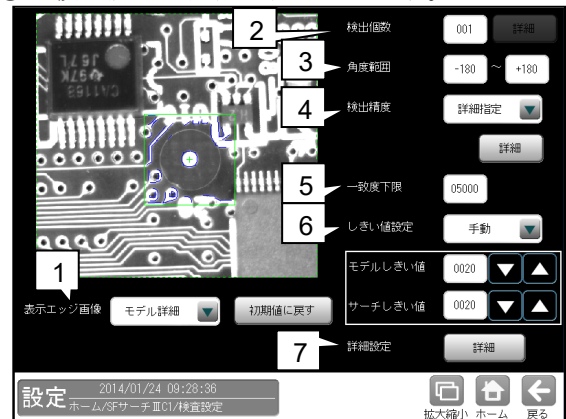 2
検出個数
001
詳細
3
角度範囲
-180 ~ +180
4
検出精度
詳細指定
詳細
5
一致度下限
05000
6
しきい値設定
手動
モデルしきい値
0020
サーチしきい値
0020
1
表示エッジ画像
モデル詳細
初期値に戻す
7
詳細設定
詳細
設定
2014/01/24 09:28:36
ホーム/SFサーチⅢC1/検査設定
拡大縮小 ホーム 戻る